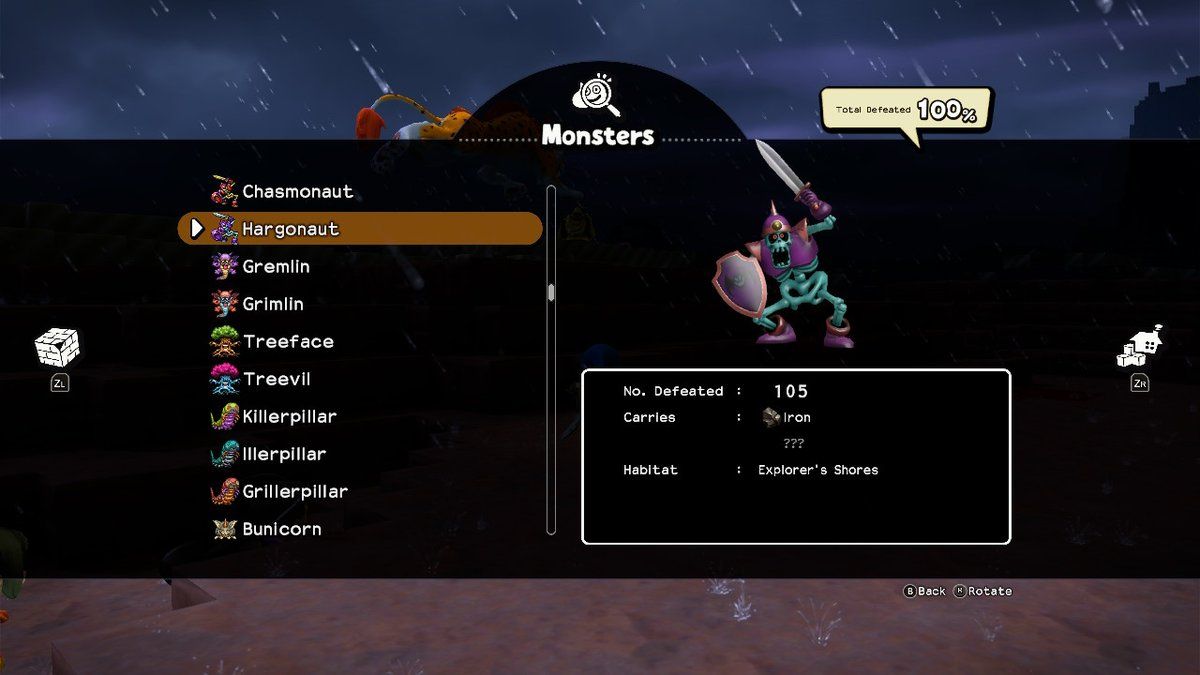 Monsters
Total Defeated 100%
Chasmonaut
Hargonaut
Gremlin
Grimlin
Treeface
Treevil
Killerpillar
Illerpillar
Grillerpillar
Bunicorn
ZL
ZR
No. Defeated : 105
Carries : Iron
???
Habitat : Explorer's Shores
B Back R Rotate